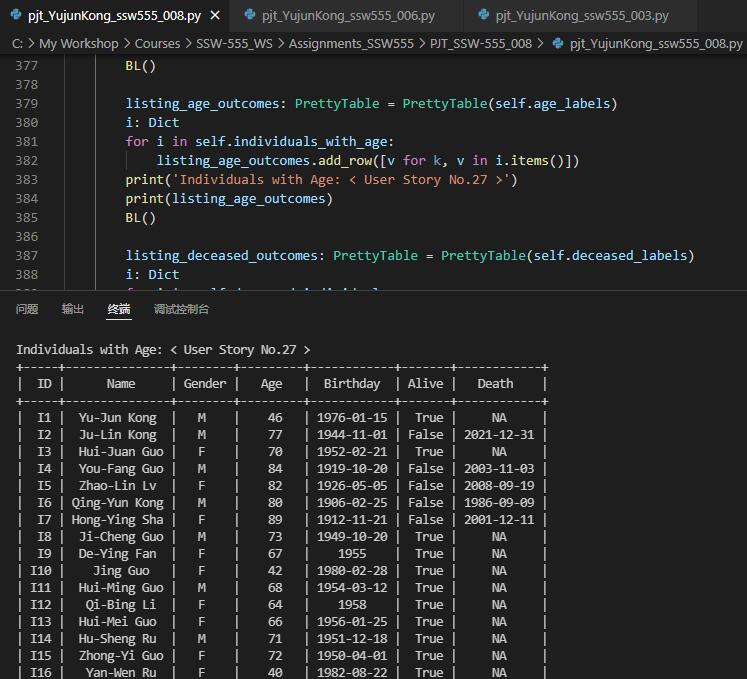 pjt_YujunKong_ssw555_008.py × pjt_YujunKong_ssw555_006.py pjt_YujunKong_ssw555_003.py
C: > My Workshop > Courses > SSW-555_WS > Assignments_SSW555 > PJT_SSW-555_008 > pjt_YujunKong_ssw555_008.py
377 BL()
378
379 listing_age_outcomes: PrettyTable = PrettyTable(self.age_labels)
380 i: Dict
381 for i in self.individuals_with_age:
382 listing_age_outcomes.add_row([v for k, v in i.items()])
383 print('Individuals with Age: < User Story No.27 >')
384 print(listing_age_outcomes)
385 BL()
386
387 listing_deceased_outcomes: PrettyTable = PrettyTable(self.deceased_labels)
388 i: Dict
问题 输出 终端 调试控制台
Individuals with Age: < User Story No.27 >
+-----+---------------+--------+-------+------------+-------+------------+
| ID | Name | Gender | Age | Birthday | Alive | Death |
+-----+---------------+--------+-------+------------+-------+------------+
| I1 | Yu-Jun Kong | M | 46 | 1976-01-15 | True | NA |
| I2 | Ju-Lin Kong | M | 77 | 1944-11-01 | False | 2021-12-31 |
| I3 | Hui-Juan Guo | F | 70 | 1952-02-21 | True | NA |
| I4 | You-Fang Guo | M | 84 | 1919-10-20 | False | 2003-11-03 |
| I5 | Zhao-Lin Lv | F | 82 | 1926-05-05 | False | 2008-09-19 |
| I6 | Qing-Yun Kong | M | 80 | 1906-02-25 | False | 1986-09-09 |
| I7 | Hong-Ying Sha | F | 89 | 1912-11-21 | False | 2001-12-11 |
| I8 | Ji-Cheng Guo | M | 73 | 1949-10-20 | True | NA |
| I9 | De-Ying Fan | F | 67 | 1955 | True | NA |
| I10 | Jing Guo | F | 42 | 1980-02-28 | True | NA |
| I11 | Hui-Ming Guo | M | 68 | 1954-03-12 | True | NA |
| I12 | Qi-Bing Li | F | 64 | 1958 | True | NA |
| I13 | Hui-Mei Guo | F | 66 | 1956-01-25 | True | NA |
| I14 | Hu-Sheng Ru | M | 71 | 1951-12-18 | True | NA |
| I15 | Zhong-Yi Guo | F | 72 | 1950-04-01 | True | NA |
| I16 | Yan-Wen Ru | F | 40 | 1982-08-22 | True | NA |